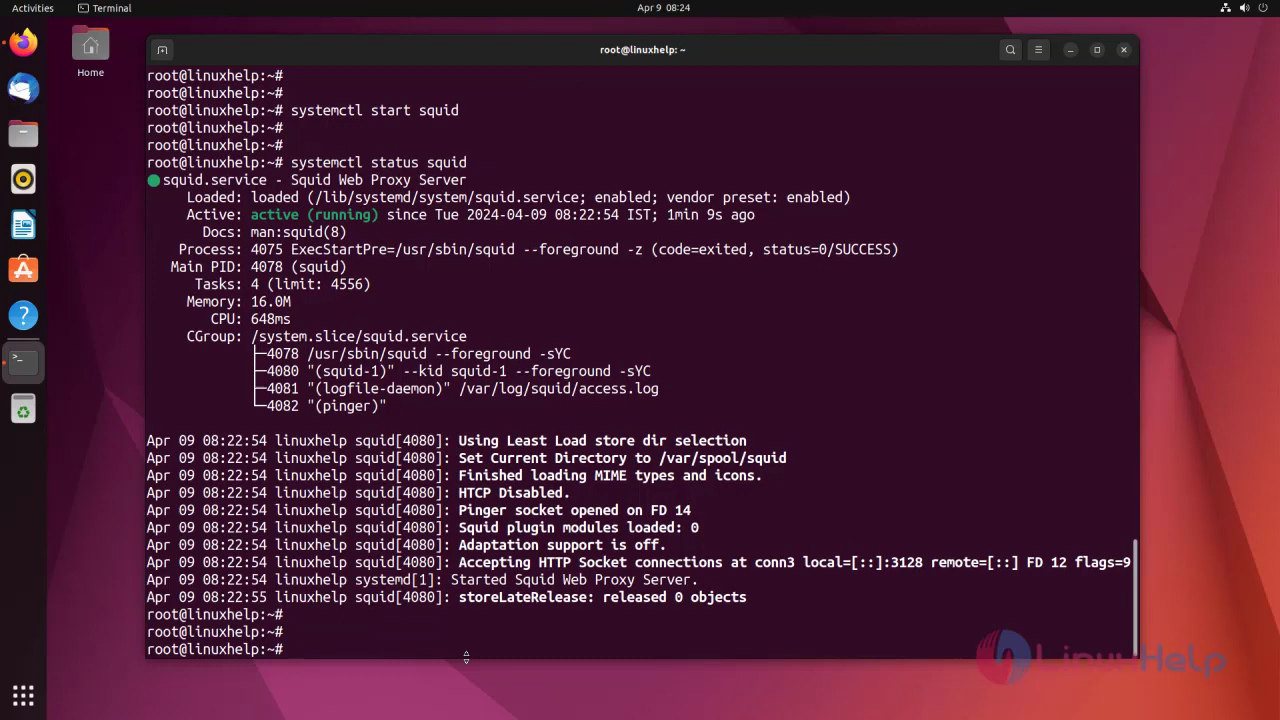 Activities
Terminal
Apr 9 08:24
Home
root@linuxhelp: ~
root@linuxhelp:~#
root@linuxhelp:~#
root@linuxhelp:~# systemctl start squid
root@linuxhelp:~#
root@linuxhelp:~#
root@linuxhelp:~# systemctl status squid
squid.service - Squid Web Proxy Server
Loaded: loaded (/lib/systemd/system/squid.service; enabled; vendor preset: enabled)
Active: active (running) since Tue 2024-04-09 08:22:54 IST; 1min 9s ago
Docs: man:squid(8)
Process: 4075 ExecStartPre=/usr/sbin/squid --foreground -z (code=exited, status=0/SUCCESS)
Main PID: 4078 (squid)
Tasks: 4 (limit: 4556)
Memory: 16.0M
CPU: 648ms
CGroup: /system.slice/squid.service
├─4078 /usr/sbin/squid --foreground -sYC
├─4080 "(squid-1)" --kid squid-1 --foreground -sYC
├─4081 "(logfile-daemon)" /var/log/squid/access.log
└─4082 "(pinger)"
Apr 09 08:22:54 linuxhelp squid[4080]: Using Least Load store dir selection
Apr 09 08:22:54 linuxhelp squid[4080]: Set Current Directory to /var/spool/squid
Apr 09 08:22:54 linuxhelp squid[4080]: Finished loading MIME types and icons.
Apr 09 08:22:54 linuxhelp squid[4080]: HTCP Disabled.
Apr 09 08:22:54 linuxhelp squid[4080]: Pinger socket opened on FD 14
Apr 09 08:22:54 linuxhelp squid[4080]: Squid plugin modules loaded: 0
Apr 09 08:22:54 linuxhelp squid[4080]: Adaptation support is off.
Apr 09 08:22:54 linuxhelp squid[4080]: Accepting HTTP Socket connections at conn3 local=[::]:3128 remote=[::] FD 12 flags=9
Apr 09 08:22:54 linuxhelp systemd[1]: Started Squid Web Proxy Server.
Apr 09 08:22:55 linuxhelp squid[4080]: storeLateRelease: released 0 objects
root@linuxhelp:~#
root@linuxhelp:~#
root@linuxhelp:~#
LinuxHelp